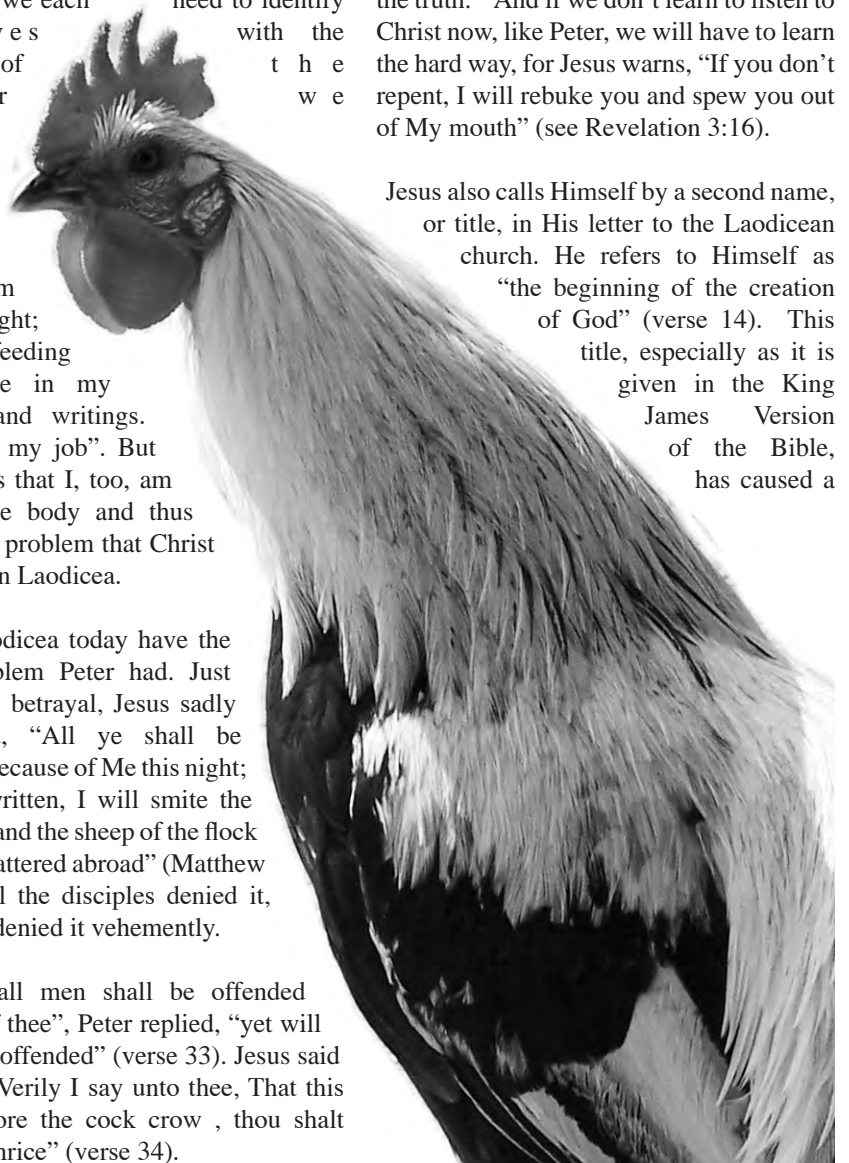 we each need to identify
v e s with the
of t h e
r w e
m
ght;
feeding
e in my
and writings.
my job”. But
s that I, too, am
e body and thus
problem that Christ
n Laodicea.
odicea today have the
blem Peter had. Just
betrayal, Jesus sadly
, “All ye shall be
ecause of Me this night;
ritten, I will smite the
and the sheep of the flock
attered abroad” (Matthew
l the disciples denied it,
denied it vehemently.
all men shall be offended
f thee”, Peter replied, “yet will
offended” (verse 33). Jesus said
Verily I say unto thee, That this
ore the cock crow , thou shalt
hrice” (verse 34).
the truth.” And if we don’t learn to listen to
Christ now, like Peter, we will have to learn
the hard way, for Jesus warns, “If you don’t
repent, I will rebuke you and spew you out
of My mouth” (see Revelation 3:16).
Jesus also calls Himself by a second name,
or title, in His letter to the Laodicean
church. He refers to Himself as
“the beginning of the creation
of God” (verse 14). This
title, especially as it is
given in the King
James Version
of the Bible,
has caused a